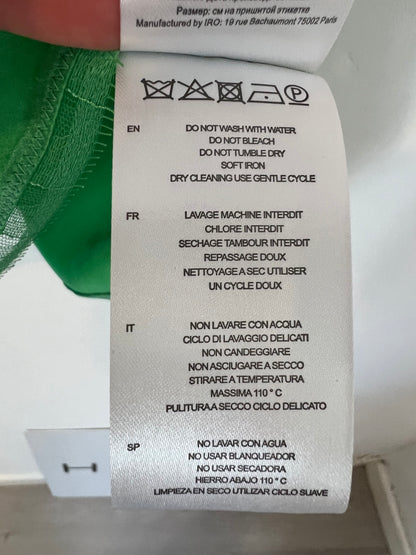 Размер: см на пришитой этикетке
Manufactured by IRO: 19 rue Bachaumont 75002 Paris
P
EN
DO NOT WASH WITH WATER
DO NOT BLEACH
DO NOT TUMBLE DRY
SOFT IRON
DRY CLEANING USE GENTLE CYCLE
FR
LAVAGE MACHINE INTERDIT
CHLORE INTERDIT
SECHAGE TAMBOUR INTERDIT
REPASSAGE DOUX
NETTOYAGE A SEC UTILISER
UN CYCLE DOUX
IT
NON LAVARE CON ACQUA
CICLO DI LAVAGGIO DELICATI
NON CANDEGGIARE
NON ASCIUGARE A SECCO
STIRARE A TEMPERATURA
MASSIMA 110 ° C
PULITURA A SECCO CICLO DELICATO
SP
NO LAVAR CON AGUA
NO USAR BLANQUEADOR
NO USAR SECADORA
HIERRO ABAJO 110 ° C
LIMPIEZA EN SECO UTILIZAR CICLO SUAVE